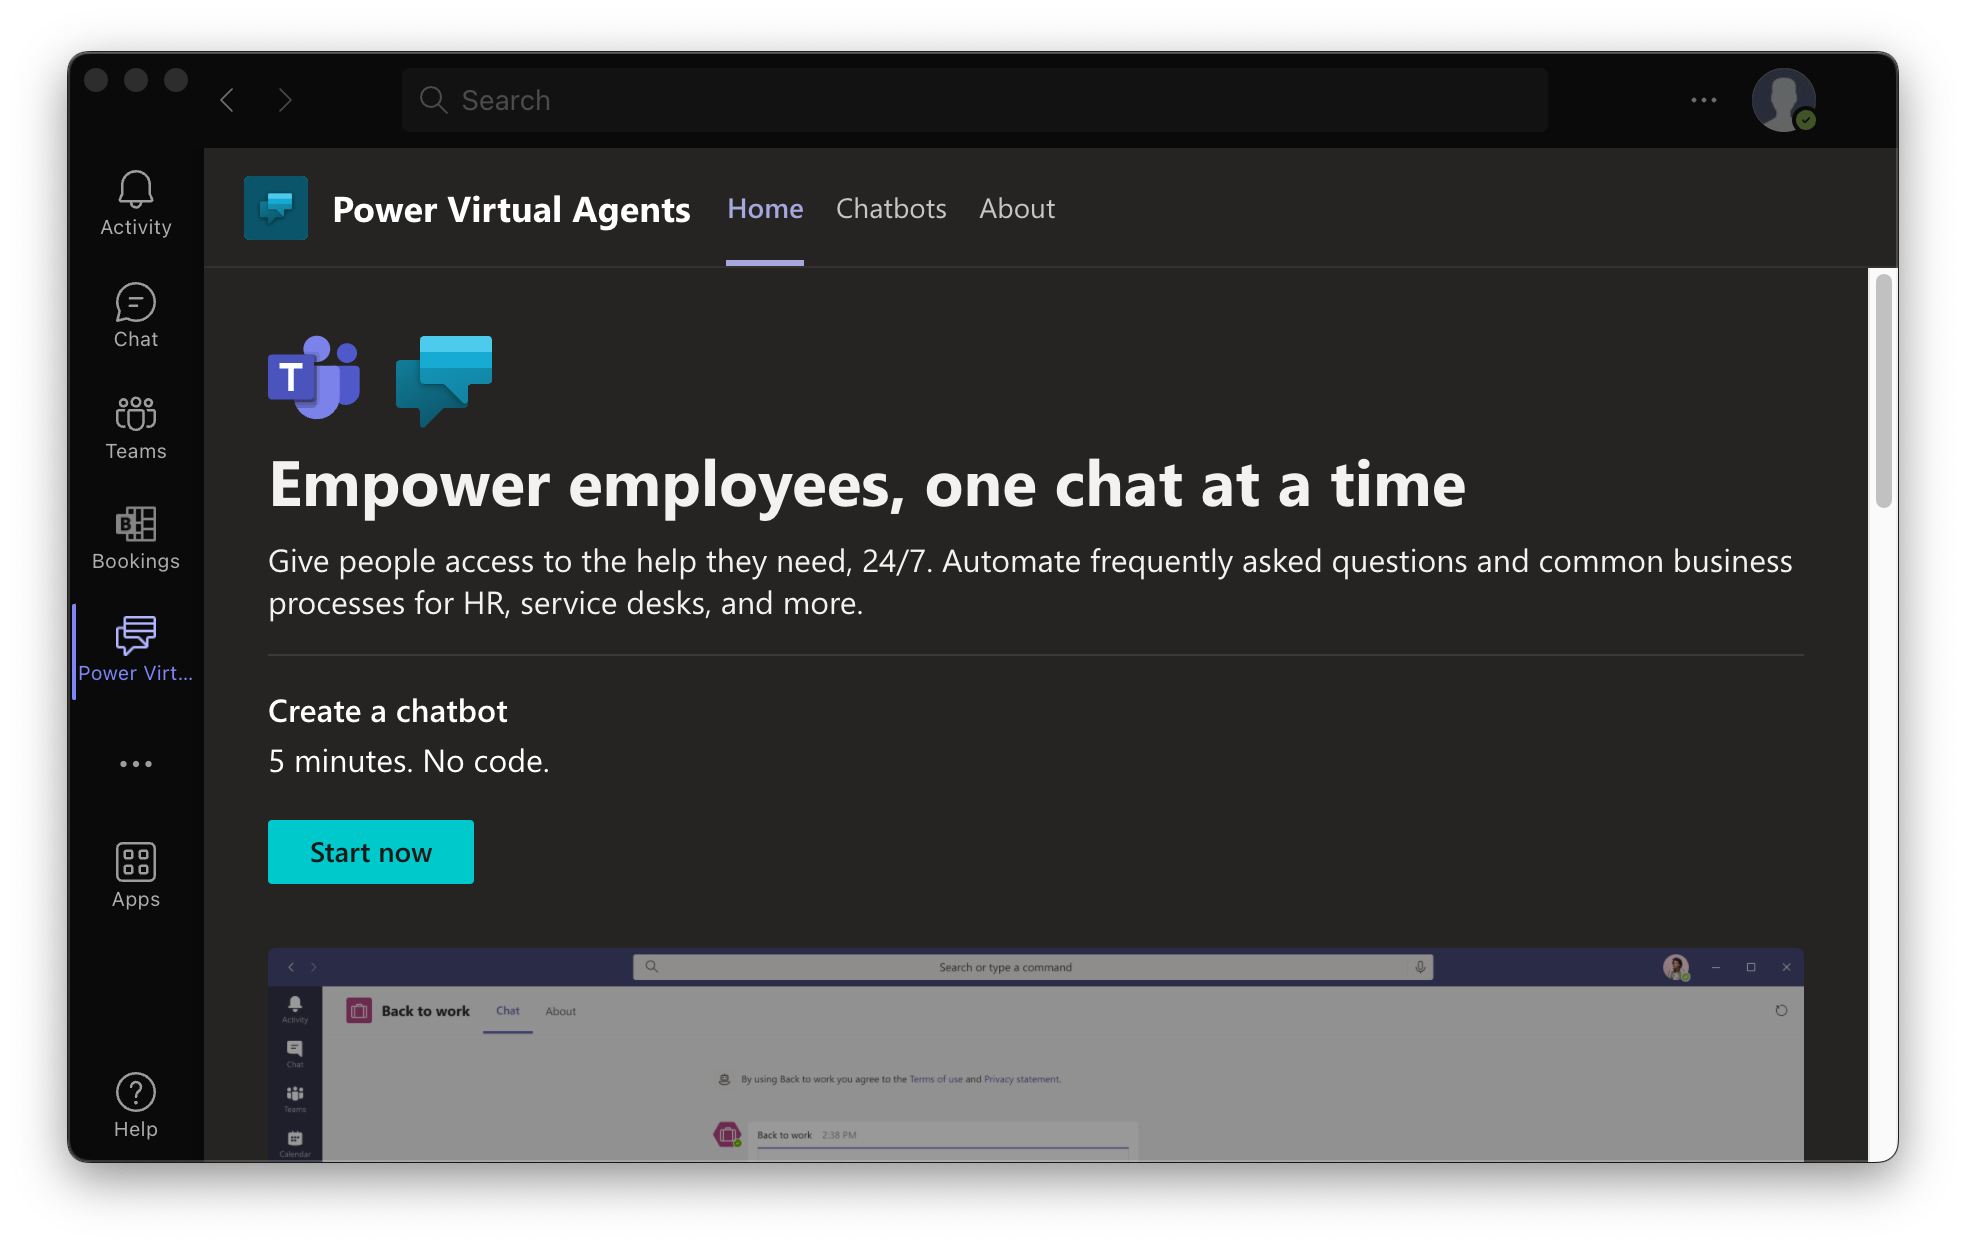 Search
Activity
Chat
Teams
Bookings
Power Virt...
Apps
Help
Power Virtual Agents
Home
Chatbots
About
T
Empower employees, one chat at a time
Give people access to the help they need, 24/7. Automate frequently asked questions and common business
processes for HR, service desks, and more.
Create a chatbot
5 minutes. No code.
Start now
Search or type a command
Activity
Chat
Teams
Calendar
Back to work
Chat
About
By using Back to work you agree to the Terms of use and Privacy statement.
Back to work 2:38 PM